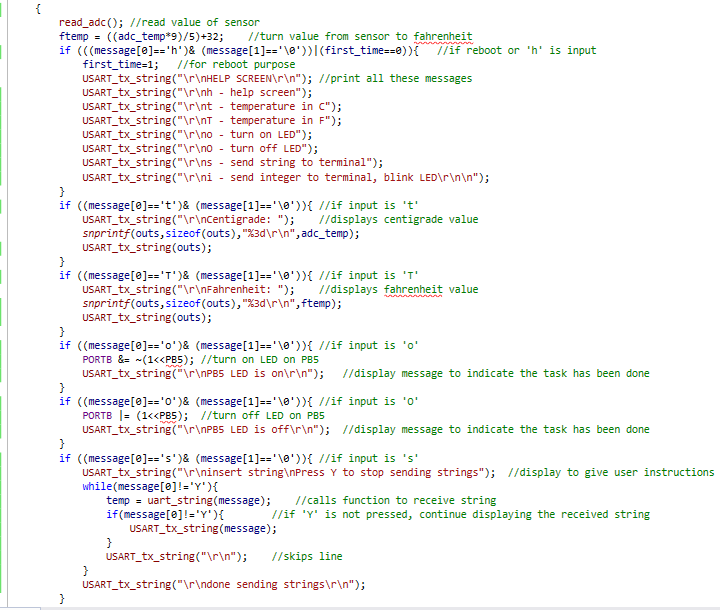 {
read_adc(); //read value of sensor
ftemp = ((adc_temp*9)/5)+32;    //turn value from sensor to fahrenheit
if (((message[0]=='h')& (message[1]=='\0'))|(first_time==0)){   //if reboot or 'h' is input
first_time=1;   //for reboot purpose
USART_tx_string("\r\nHELP SCREEN\r\n"); //print all these messages
USART_tx_string("\r\nh - help screen");
USART_tx_string("\r\nt - temperature in C");
USART_tx_string("\r\nT - temperature in F");
USART_tx_string("\r\no - turn on LED");
USART_tx_string("\r\nO - turn off LED");
USART_tx_string("\r\ns - send string to terminal");
USART_tx_string("\r\ni - send integer to terminal, blink LED\r\n\n");
}
if ((message[0]=='t')& (message[1]=='\0')){ //if input is 't'
USART_tx_string("\r\nCentigrade: ");    //displays centigrade value
snprintf(outs,sizeof(outs),"%3d\r\n",adc_temp);
USART_tx_string(outs);
}
if ((message[0]=='T')& (message[1]=='\0')){ //if input is 'T'
USART_tx_string("\r\nFahrenheit: ");    //displays fahrenheit value
snprintf(outs,sizeof(outs),"%3d\r\n",ftemp);
USART_tx_string(outs);
}
if ((message[0]=='o')& (message[1]=='\0')){ //if input is 'o'
PORTB &= ~(1<<PB5); //turn on LED on PB5
USART_tx_string("\r\nPB5 LED is on\r\n");   //display message to indicate the task has been done
}
if ((message[0]=='O')& (message[1]=='\0')){ //if input is 'O'
PORTB |= (1<<PB5);  //turn off LED on PB5
USART_tx_string("\r\nPB5 LED is off\r\n");  //display message to indicate the task has been done
}
if ((message[0]=='s')& (message[1]=='\0')){ //if input is 's'
USART_tx_string("\r\ninsert string\nPress Y to stop sending strings");  //display to give user instructions
while(message[0]!='Y'){
temp = uart_string(message);    //calls function to receive string
if(message[0]!='Y'){        //if 'Y' is not pressed, continue displaying the received string
USART_tx_string(message);
}
USART_tx_string("\r\n");    //skips line
}
USART_tx_string("\r\ndone sending strings\r\n");
}